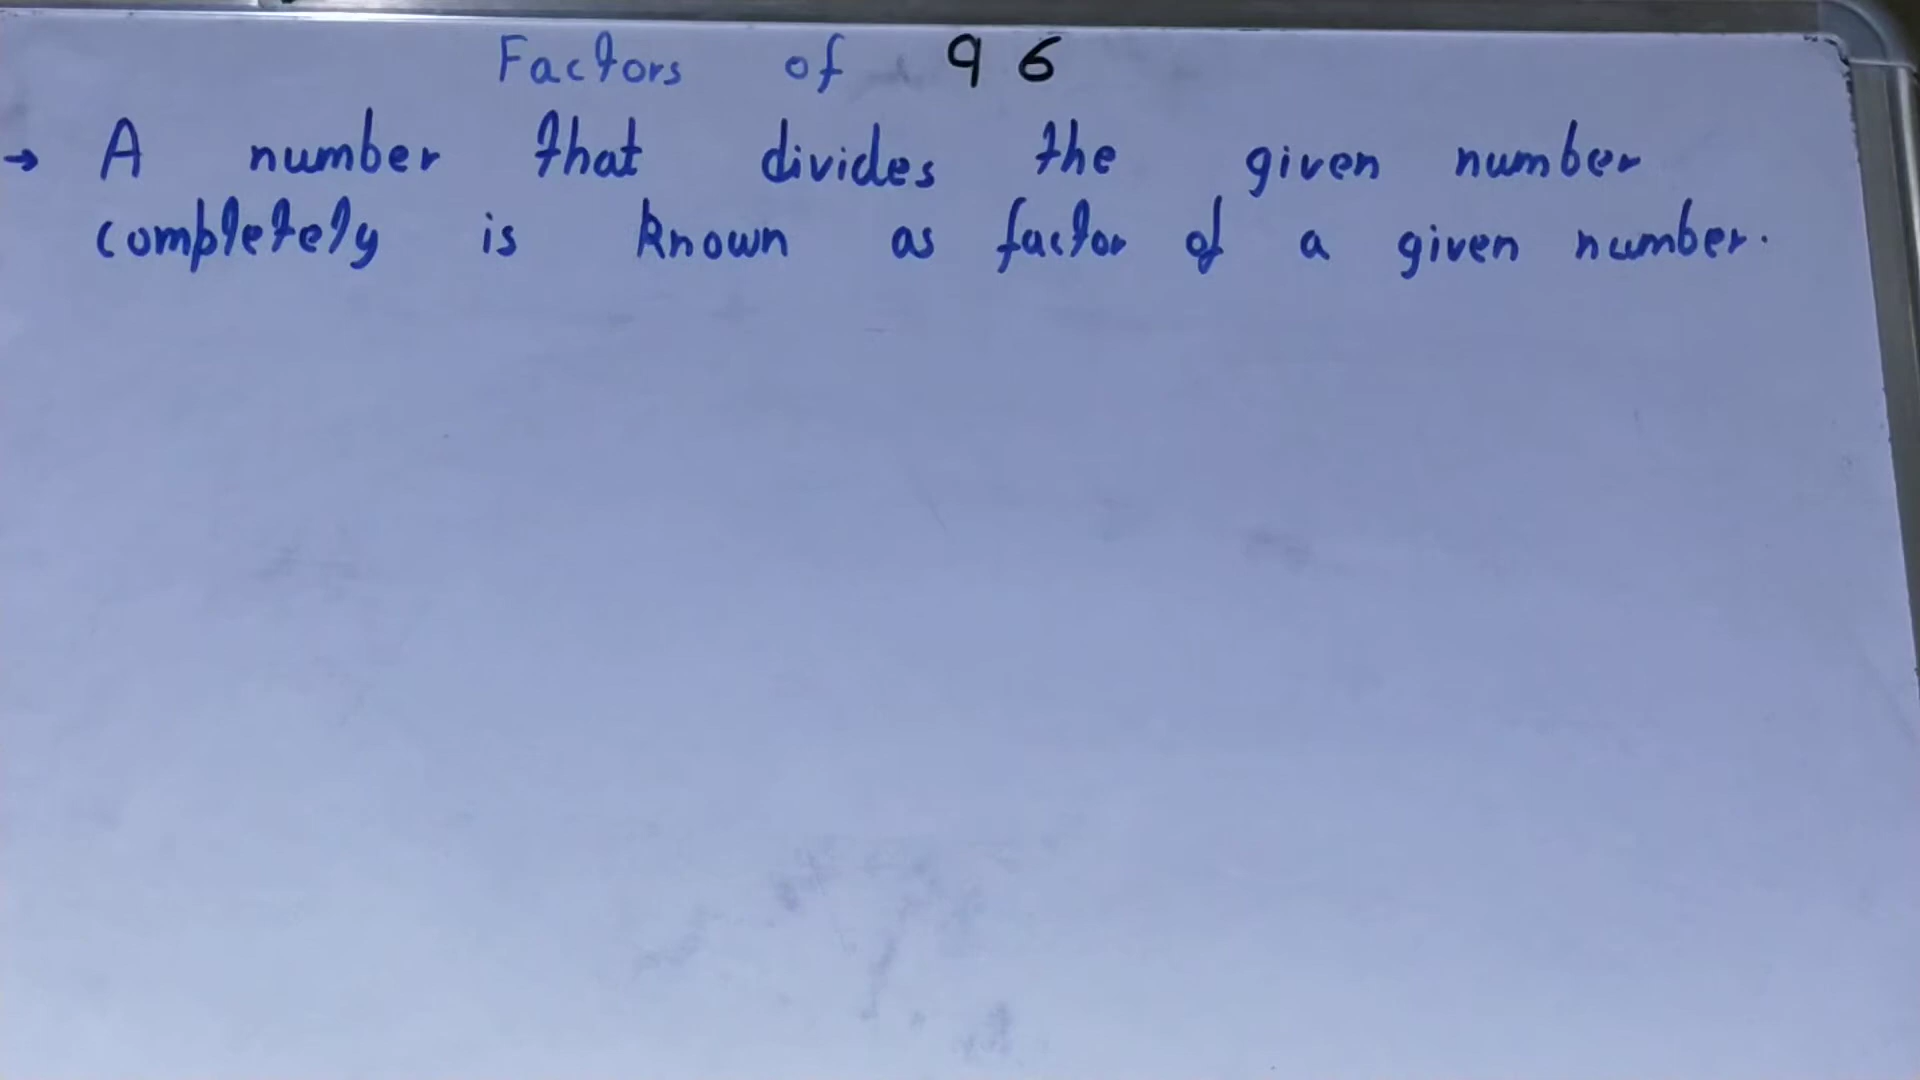 Factors of 96
→ A number that divides the given number
completely is known as factor of a given number.